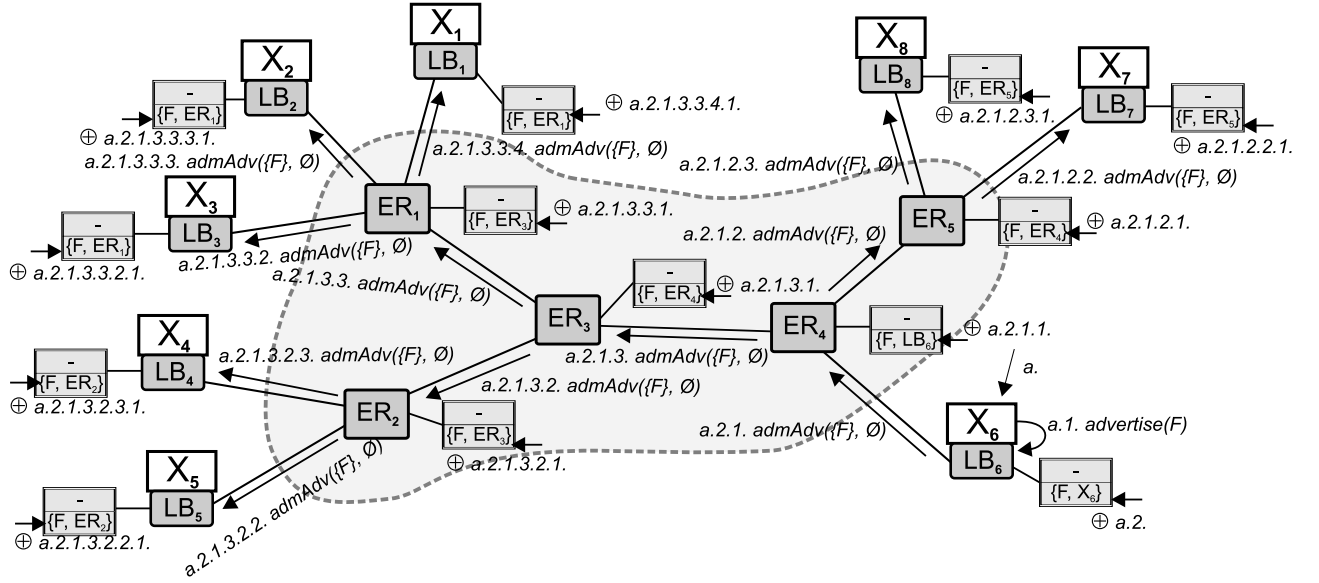 X1
LB1
-
{F, ER1}
⊕ a.2.1.3.3.4.1.
a.2.1.3.3.4. admAdv({F}, Ø)
X2
LB2
-
{F, ER1}
⊕ a.2.1.3.3.3.1.
a.2.1.3.3.3. admAdv({F}, Ø)
X8
LB8
-
{F, ER5}
⊕ a.2.1.2.3.1.
a.2.1.2.3. admAdv({F}, Ø)
X7
LB7
-
{F, ER5}
⊕ a.2.1.2.2.1.
a.2.1.2.2. admAdv({F}, Ø)
X3
LB3
-
{F, ER1}
⊕ a.2.1.3.3.2.1.
a.2.1.3.3.2. admAdv({F}, Ø)
ER1
-
{F, ER3}
⊕ a.2.1.3.3.1.
a.2.1.3.3. admAdv({F}, Ø)
ER5
-
{F, ER4}
⊕ a.2.1.2.1.
a.2.1.2. admAdv({F}, Ø)
ER3
-
{F, ER4}
⊕ a.2.1.3.1.
a.2.1.3. admAdv({F}, Ø)
ER4
-
{F, LB6}
⊕ a.2.1.1.
X4
LB4
-
{F, ER2}
⊕ a.2.1.3.2.3.1.
a.2.1.3.2.3. admAdv({F}, Ø)
a.2.1.3.2. admAdv({F}, Ø)
ER2
-
{F, ER3}
⊕ a.2.1.3.2.1.
a.
X6
LB6
a.1. advertise(F)
-
{F, X6}
⊕ a.2.
a.2.1. admAdv({F}, Ø)
X5
LB5
-
{F, ER2}
⊕ a.2.1.3.2.2.1.
a.2.1.3.2.2. admAdv({F}, Ø)